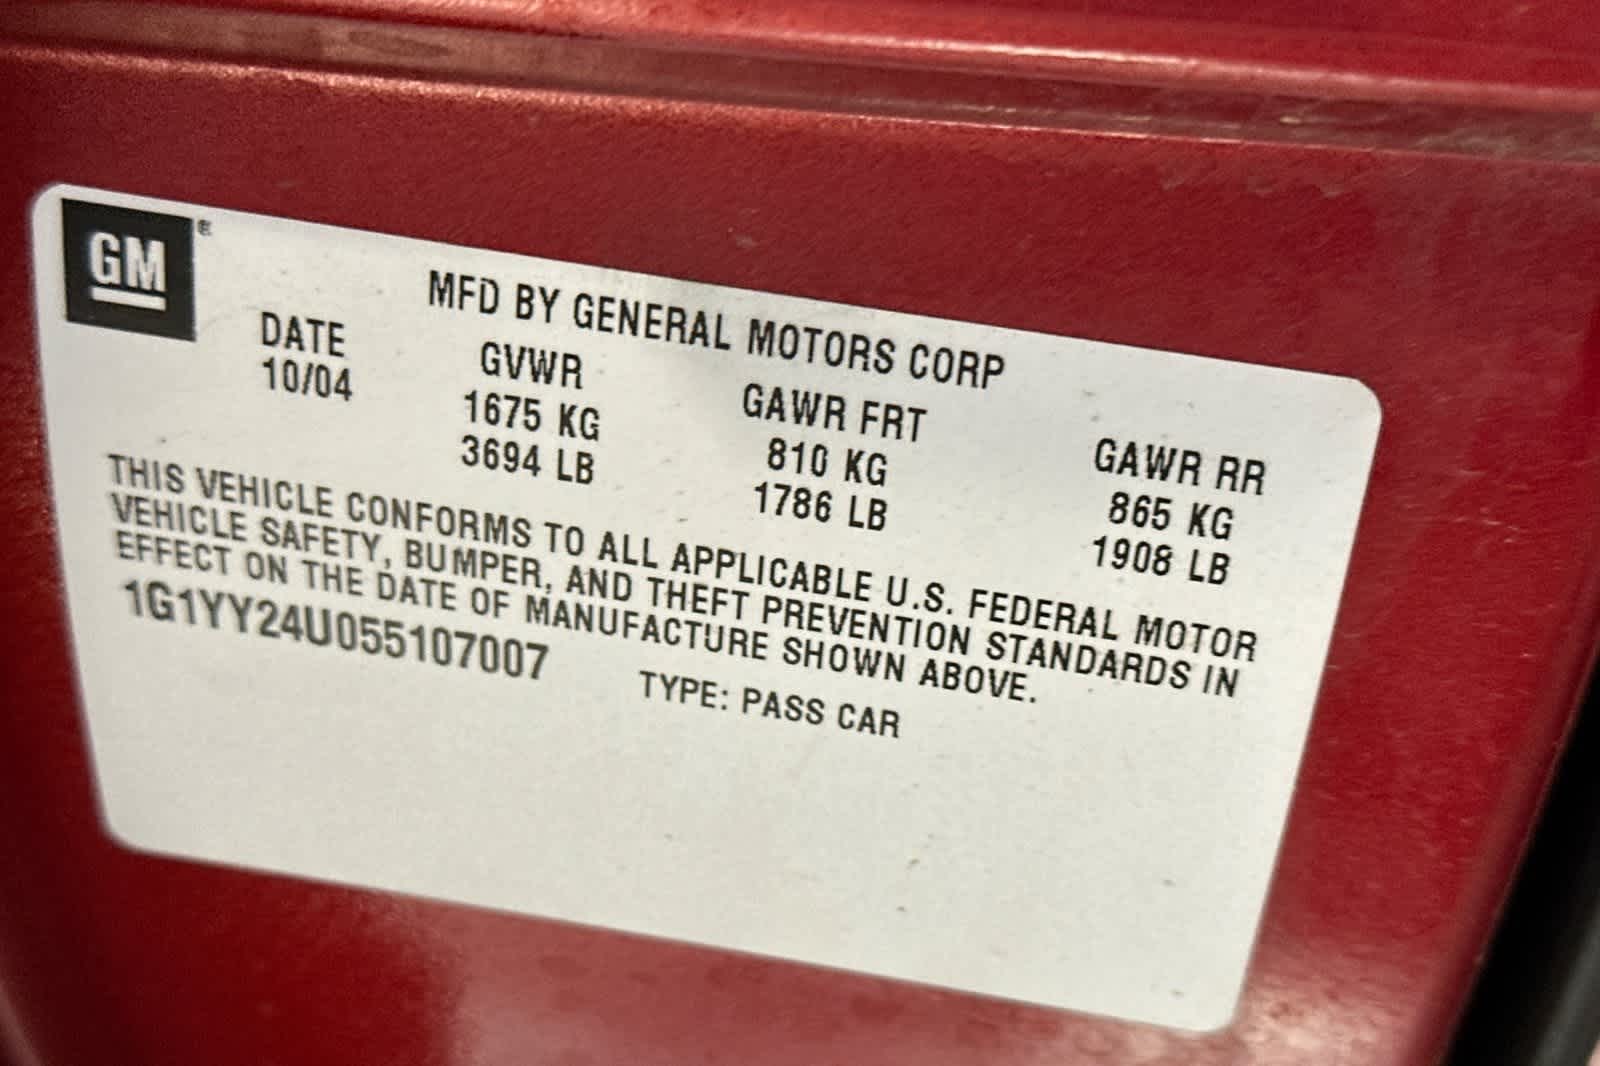 GM
MFD BY GENERAL MOTORS CORP
DATE GVWR GAWR FRT GAWR RR
10/04 1675 KG 810 KG 865 KG
3694 LB 1786 LB 1908 LB
THIS VEHICLE CONFORMS TO ALL APPLICABLE U.S. FEDERAL MOTOR
VEHICLE SAFETY, BUMPER, AND THEFT PREVENTION STANDARDS IN
EFFECT ON THE DATE OF MANUFACTURE SHOWN ABOVE.
1G1YY24U055107007 TYPE: PASS CAR